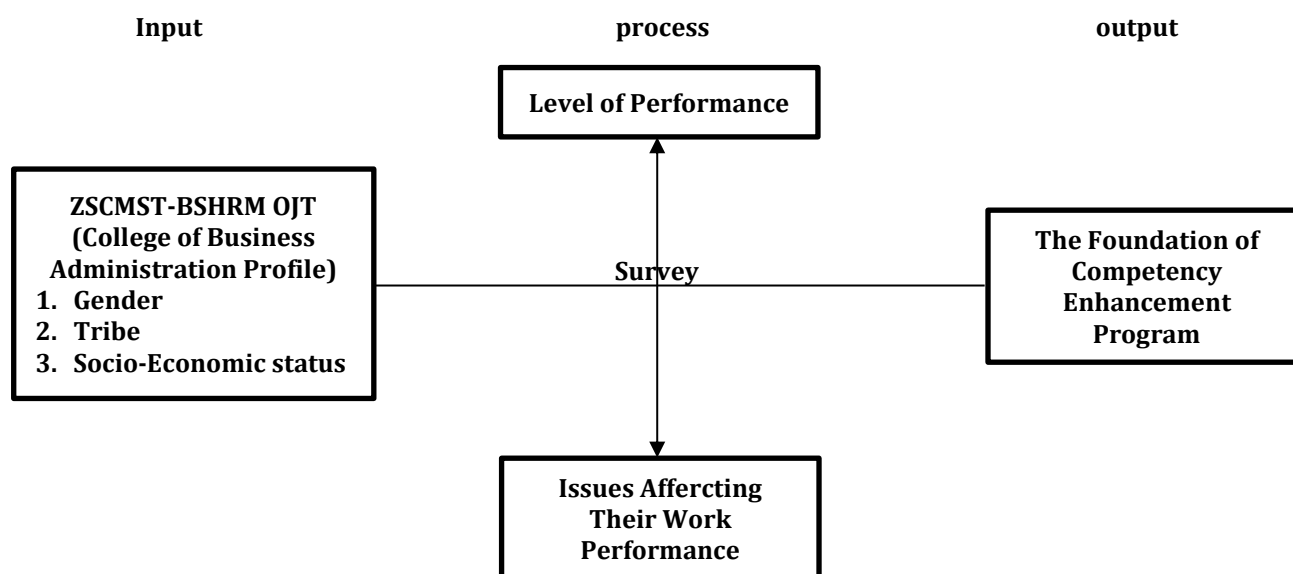 Input
process
output
Level of Performance
ZSCMST-BSHRM OJT
(College of Business
Administration Profile)
1. Gender
2. Tribe
3. Socio-Economic status
Survey
The Foundation of
Competency
Enhancement
Program
Issues Affercting
Their Work
Performance